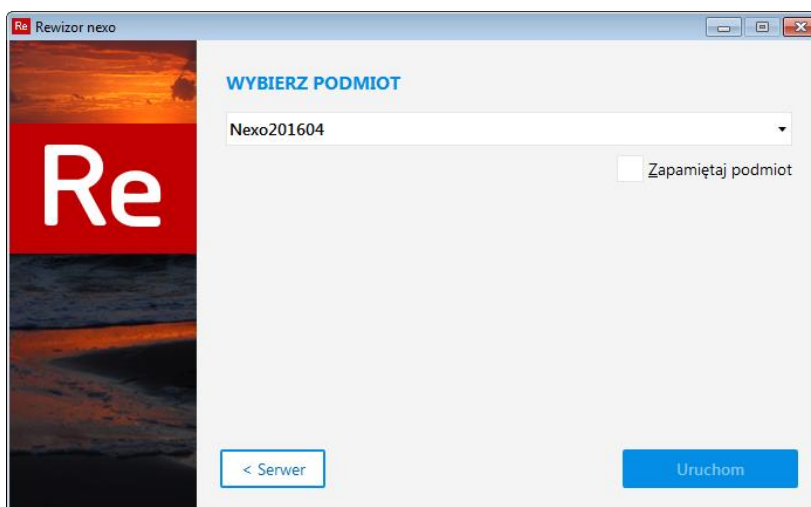 Re Rewizor nexo
WYBIERZ PODMIOT
Nexo201604
Zapamiętaj podmiot
Re
< Serwer
Uruchom